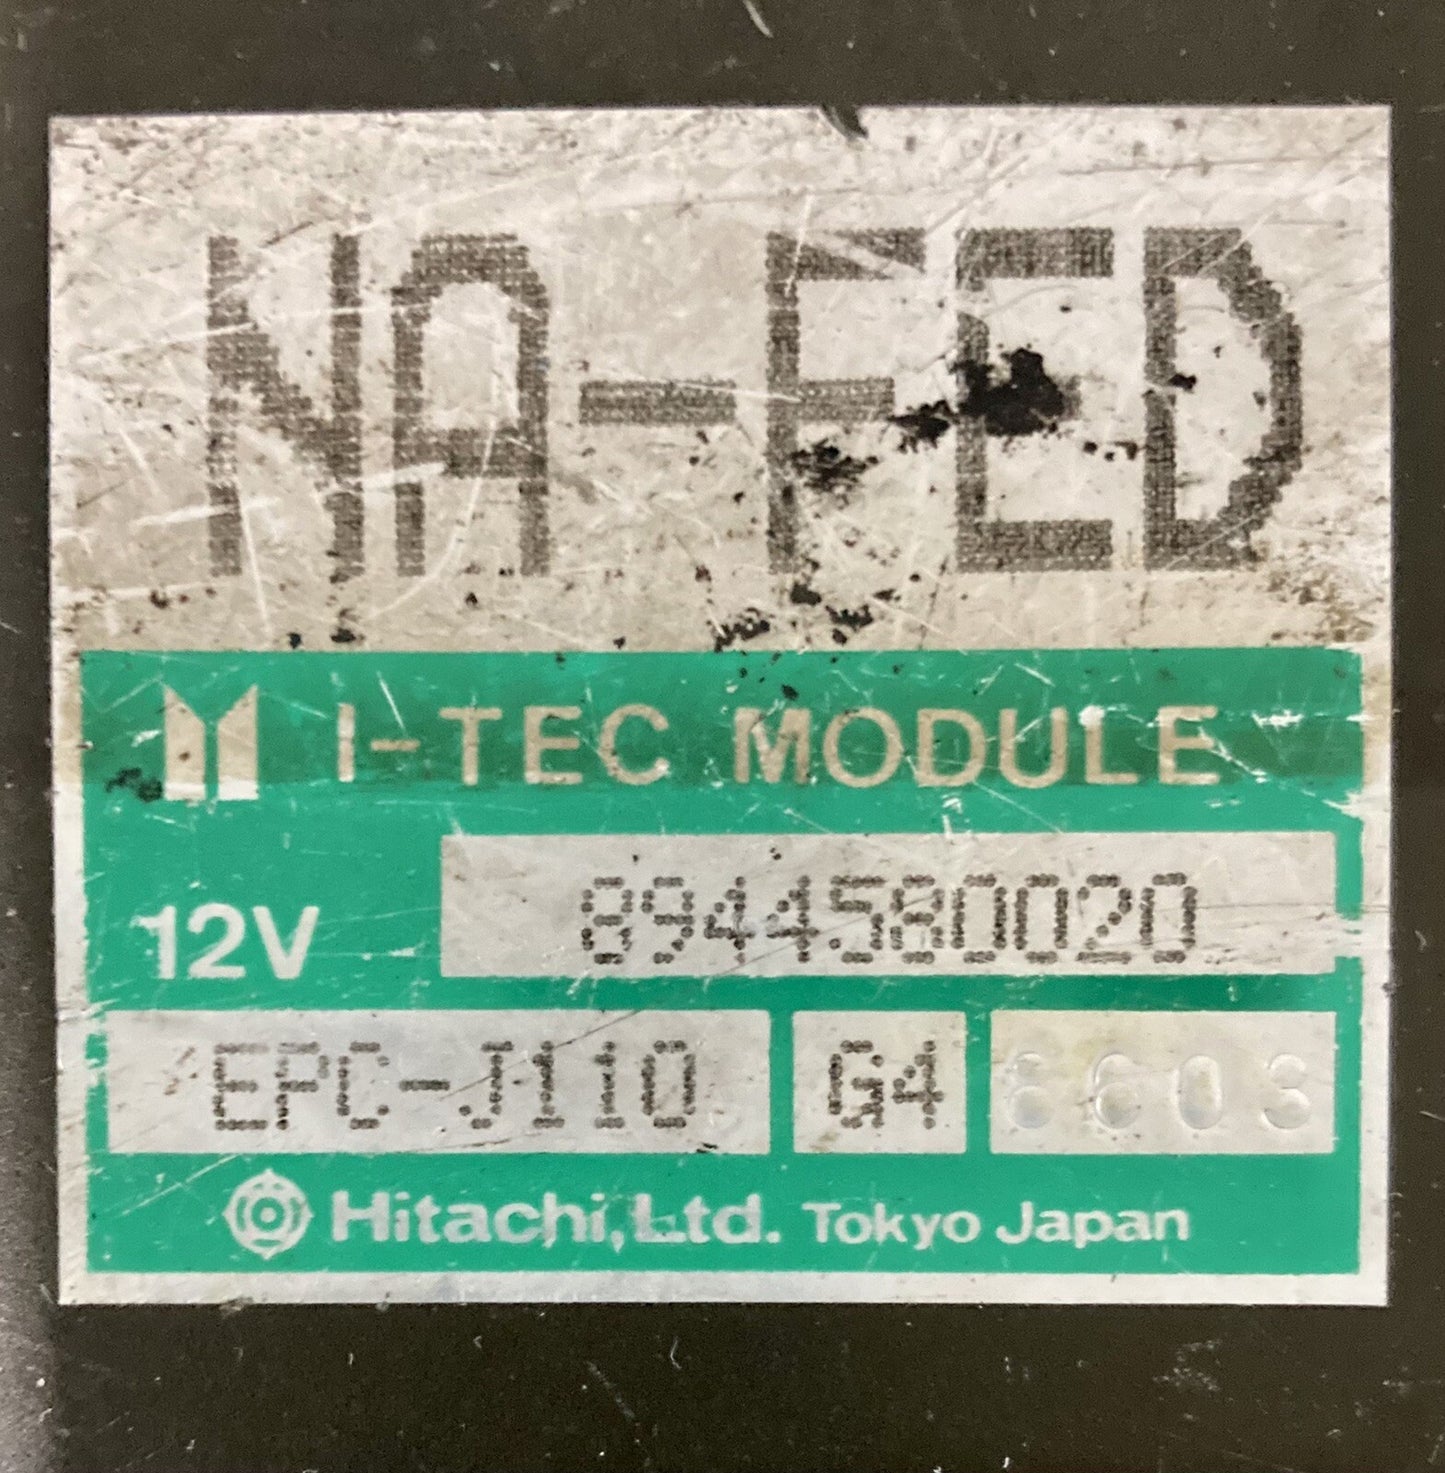 NA-FED
I-TEC MODULE
12V 8944580020
EPC-J110 G4 6603
Hitachi, Ltd. Tokyo Japan